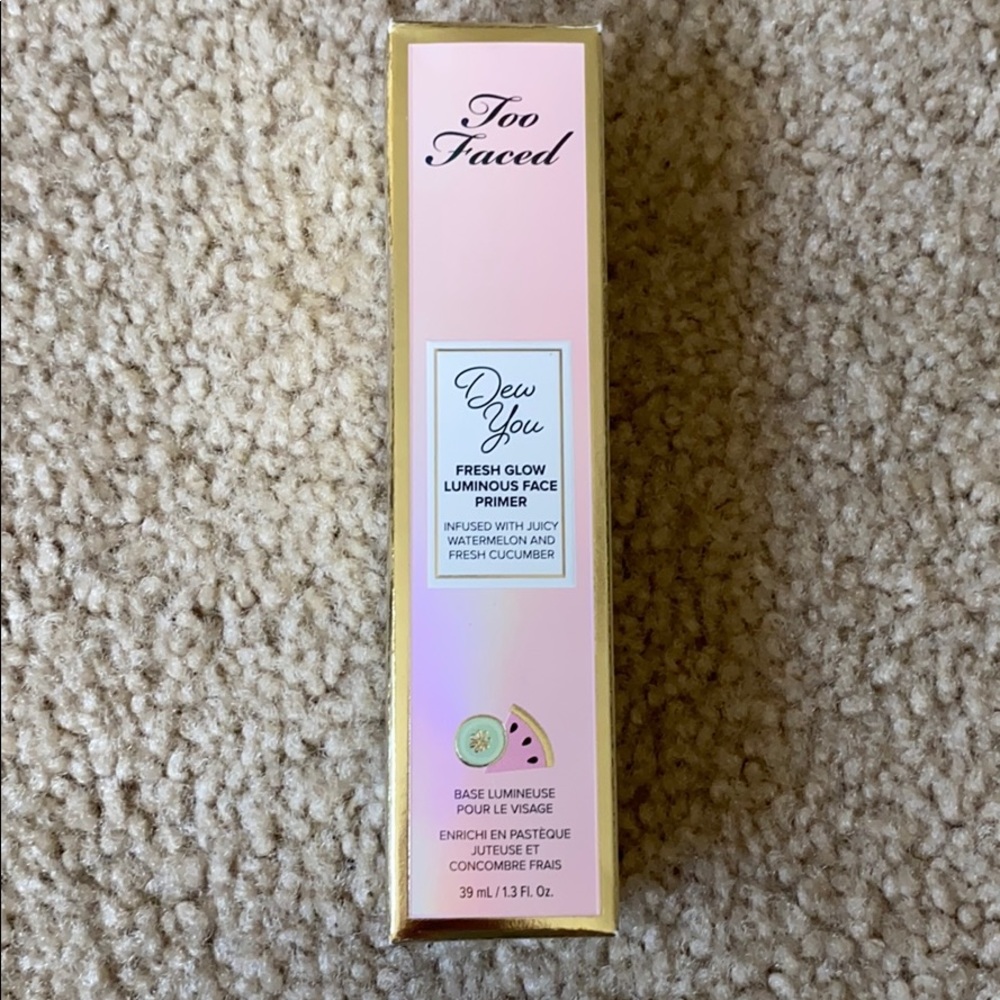 Too
Faced
Dew
You
FRESH GLOW
LUMINOUS FACE
PRIMER
INFUSED WITH JUICY
WATERMELON AND
FRESH CUCUMBER
BASE LUMINEUSE
POUR LE VISAGE
ENRICHI EN PASTÈQUE
JUTEUSE ET
CONCOMBRE FRAIS
39 mL / 1.3 Fl. Oz.